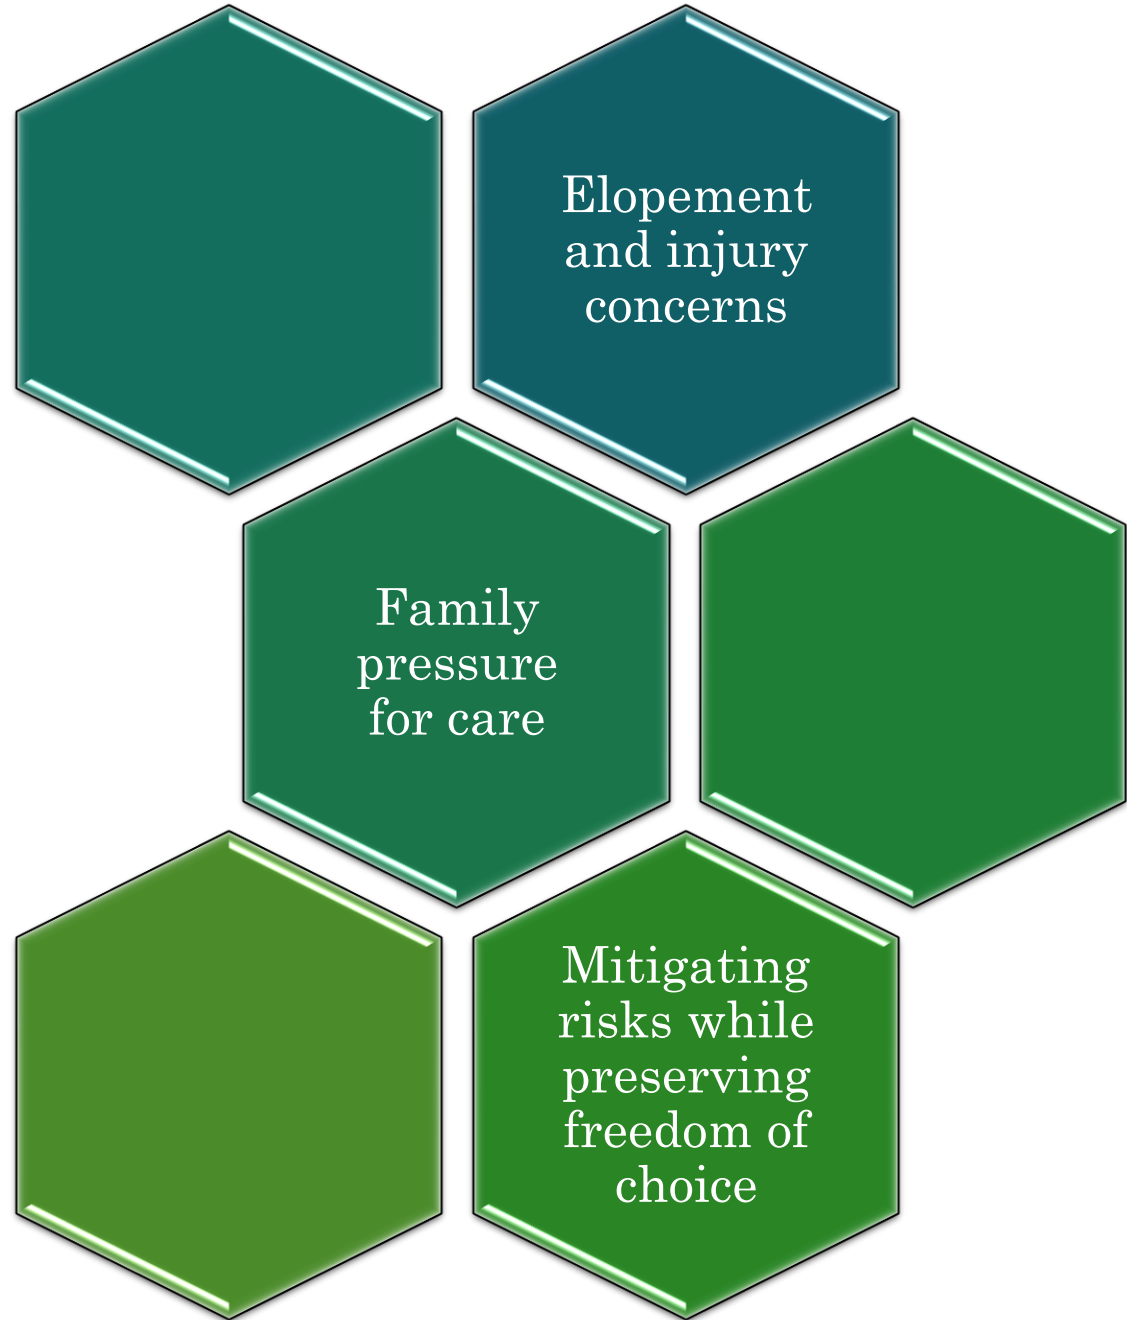 Elopement
and injury
concerns
Family
pressure
for care
Mitigating
risks while
preserving
freedom of
choice